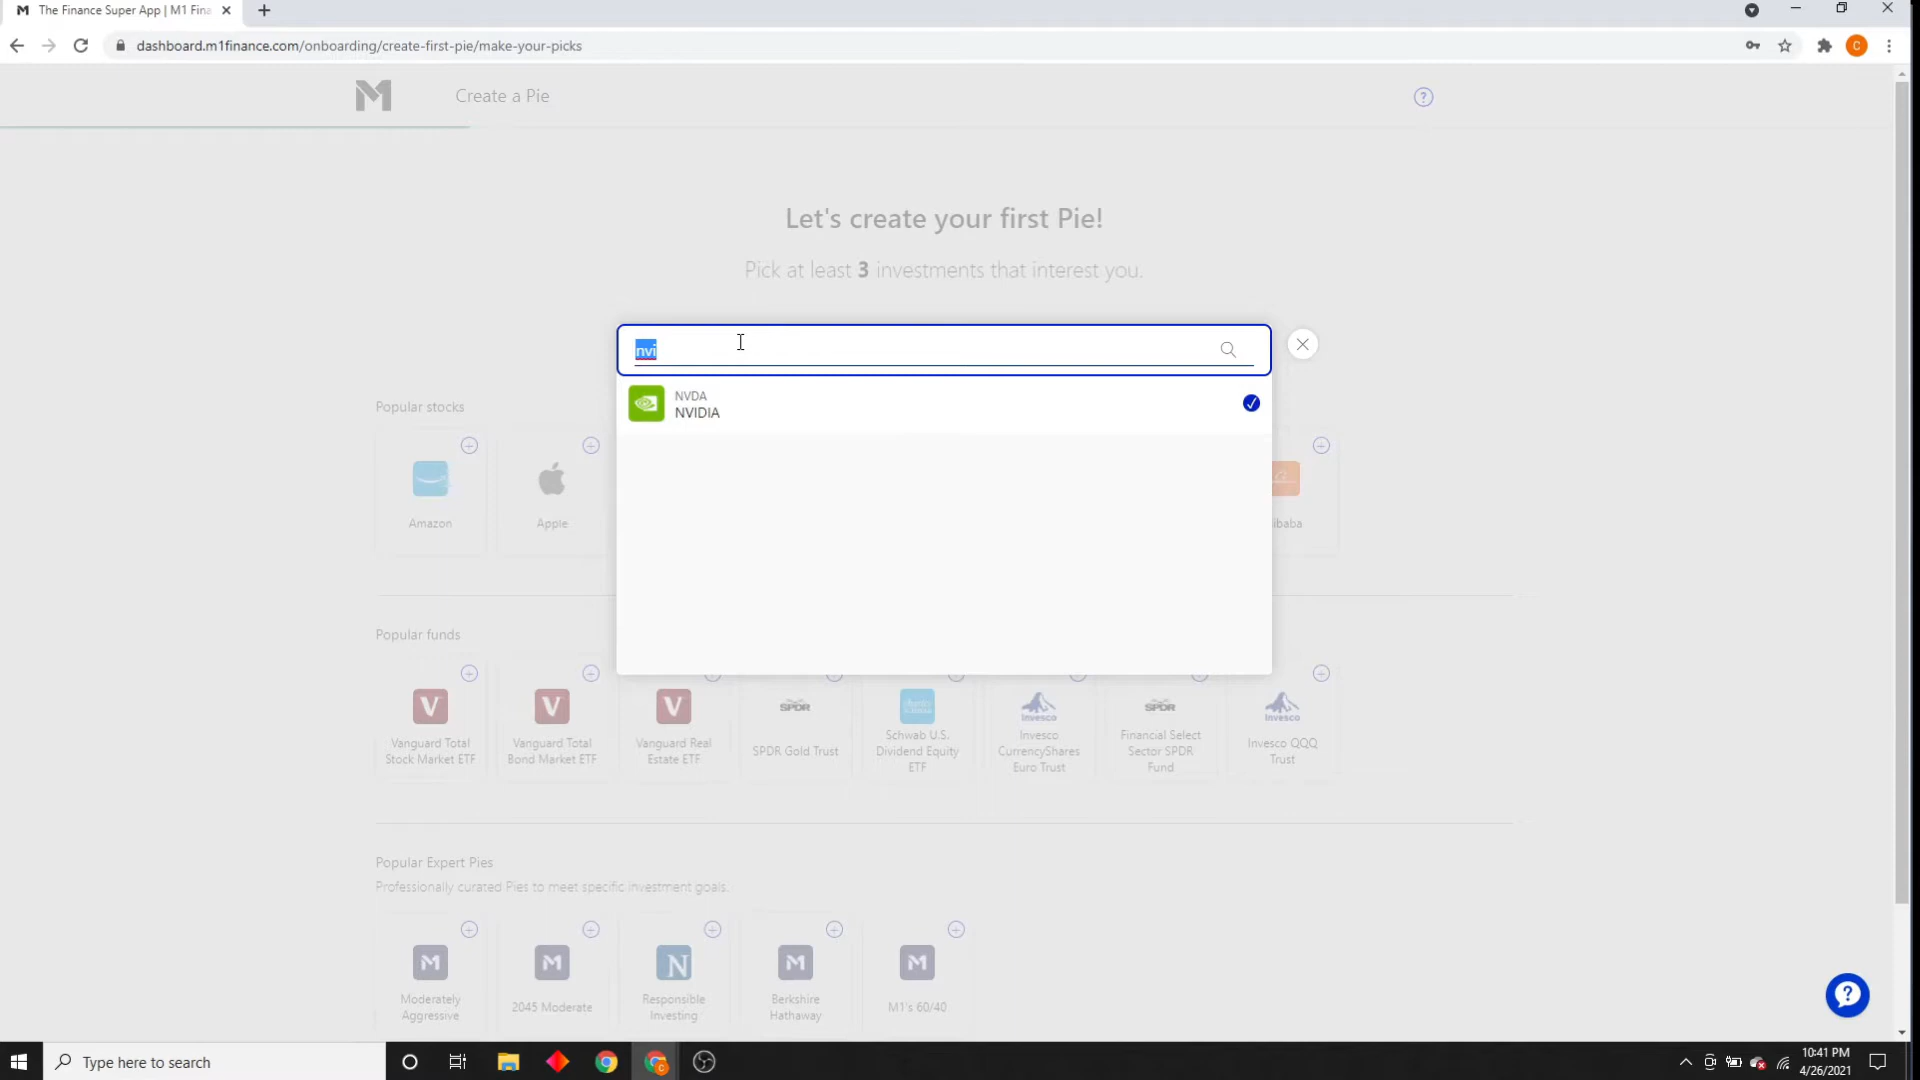 The Finance Super App | M1 Fina
dashboard.m1finance.com/onboarding/create-first-pie/make-your-picks
C
Create a Pie
Let's create your first Pie!
Pick at least 3 investments that interest you.
nvi
NVDA
NVIDIA
Popular stocks
Amazon
Apple
ibaba
Popular funds
V
V
V
SPDR
Invesco
SPDR
Invesco
Vanguard Total
Stock Market ETF
Vanguard Total
Bond Market ETF
Vanguard Real
Estate ETF
SPDR Gold Trust
Schwab U.S.
Dividend Equity
ETF
Invesco
CurrencyShares
Euro Trust
Financial Select
Sector SPDR
Fund
Invesco QQQ
Trust
Popular Expert Pies
Professionally curated Pies to meet specific investment goals.
M
M
N
M
M
Moderately
Aggressive
2045 Moderate
Responsible
Investing
Berkshire
Hathaway
M1's 60/40
Type here to search
10:41 PM
4/26/2021